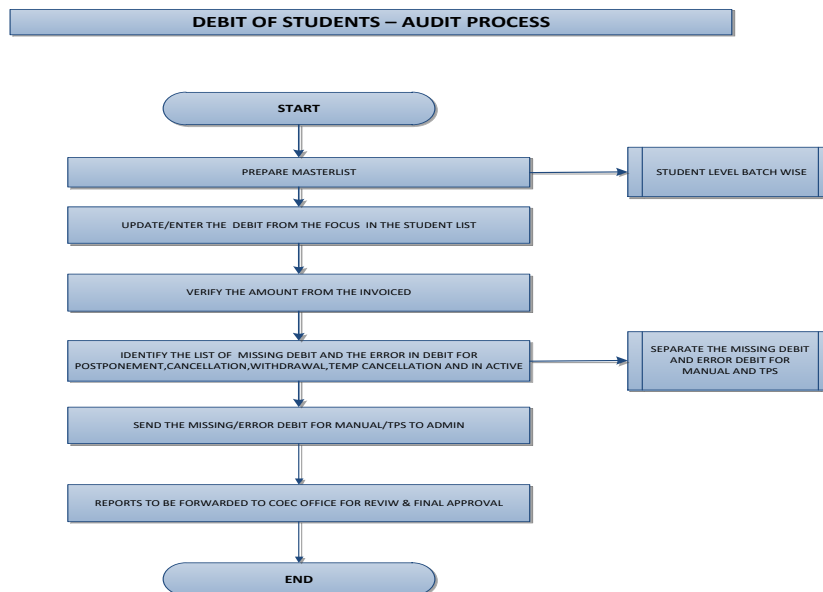 DEBIT OF STUDENTS – AUDIT PROCESS
START
PREPARE MASTERLIST
STUDENT LEVEL BATCH WISE
UPDATE/ENTER THE DEBIT FROM THE FOCUS IN THE STUDENT LIST
VERIFY THE AMOUNT FROM THE INVOICED
IDENTIFY THE LIST OF MISSING DEBIT AND THE ERROR IN DEBIT FOR
POSTPONEMENT,CANCELLATION,WITHDRAWAL,TEMP CANCELLATION AND IN ACTIVE
SEPARATE THE MISSING DEBIT
AND ERROR DEBIT FOR
MANUAL AND TPS
SEND THE MISSING/ERROR DEBIT FOR MANUAL/TPS TO ADMIN
REPORTS TO BE FORWARDED TO COEC OFFICE FOR REVIW & FINAL APPROVAL
END